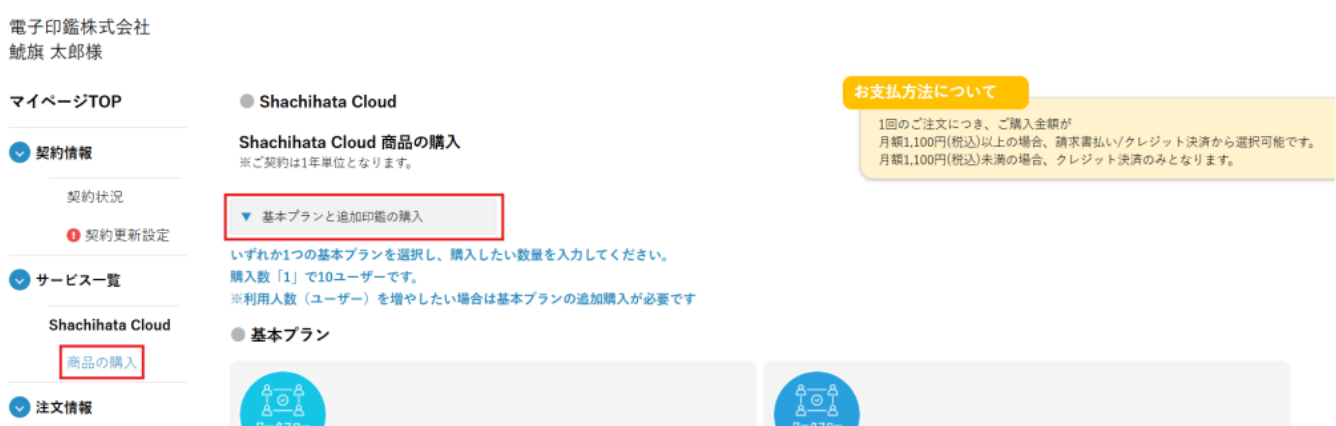 電子印鑑株式会社
鯱旗 太郎様
マイページTOP
契約情報
契約状況
契約更新設定
サービス一覧
Shachihata Cloud
商品の購入
注文情報
Shachihata Cloud
Shachihata Cloud 商品の購入
※ご契約は1年単位となります。
▼ 基本プランと追加印鑑の購入
いずれか1つの基本プランを選択し、購入したい数量を入力してください。
購入数「1」で10ユーザーです。
※利用人数（ユーザー）を増やしたい場合は基本プランの追加購入が必要です
基本プラン
お支払方法について
1回のご注文につき、ご購入金額が
月額1,100円(税込)以上の場合、請求書払い/クレジット決済から選択可能です。
月額1,100円(税込)未満の場合、クレジット決済のみとなります。